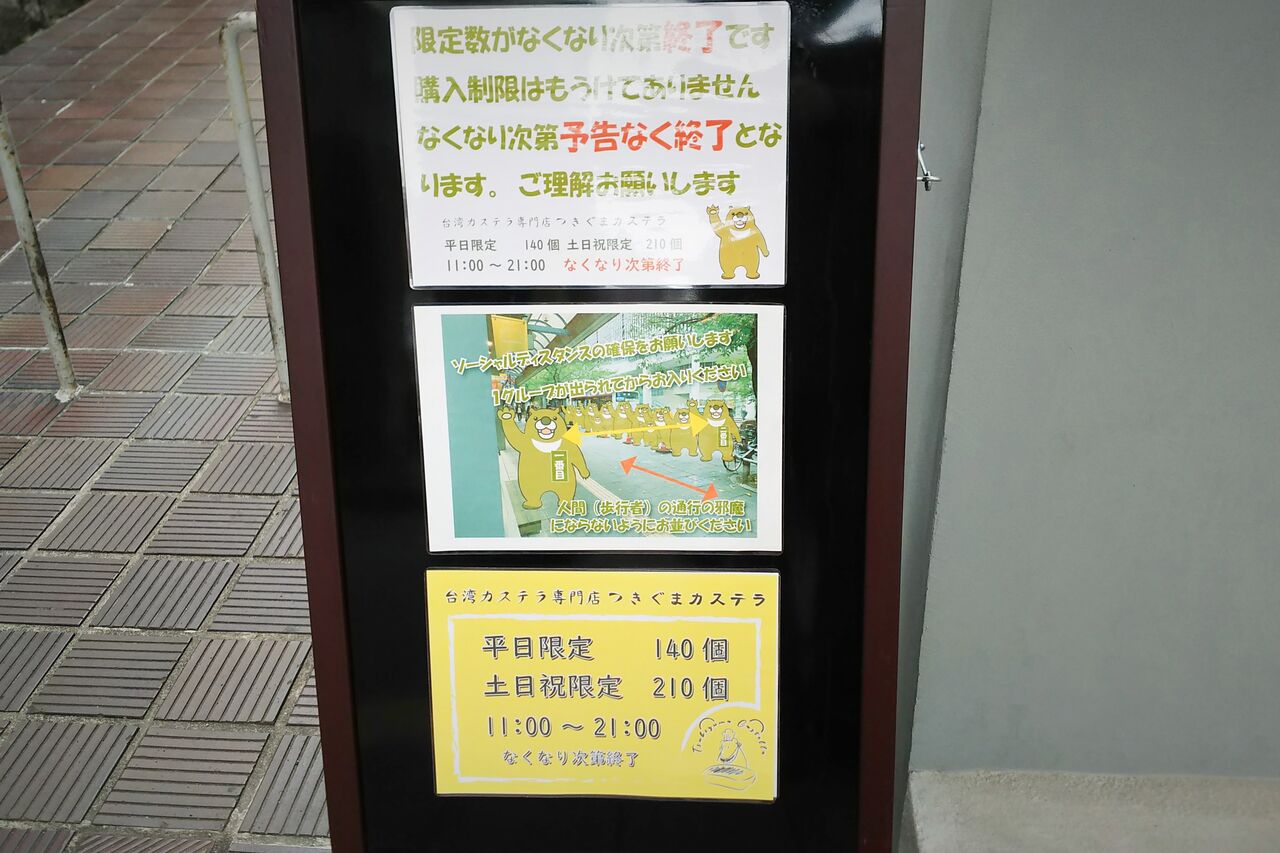 限定数がなくなり次第終了です
購入制限はもうけてありません
なくなり次第予告なく終了とな
ります。ご理解お願いします
台湾カステラ専門店つきぐまカステラ
平日限定 140個 土日祝限定 210個
11:00～21:00 なくなり次第終了
ソーシャルディスタンスの確保をお願いします
1グループが出られてからお入りください
一番目
二番目
人間（歩行者）の通行の邪魔
にならないようにお並びください
台湾カステラ専門店つきぐまカステラ
平日限定 140個
土日祝限定 210個
11:00～21:00
なくなり次第終了